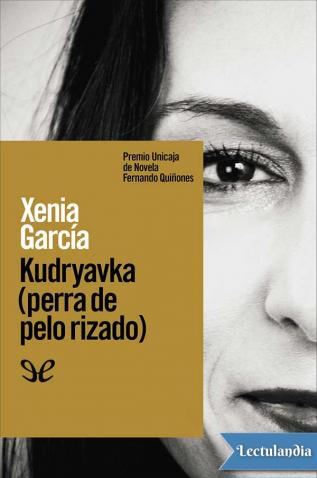 Premio Unicaja
de Novela
Fernando Quiñones
Xenia
García
Kudryavka
(perra de
pelo rizado)
Lectulandia